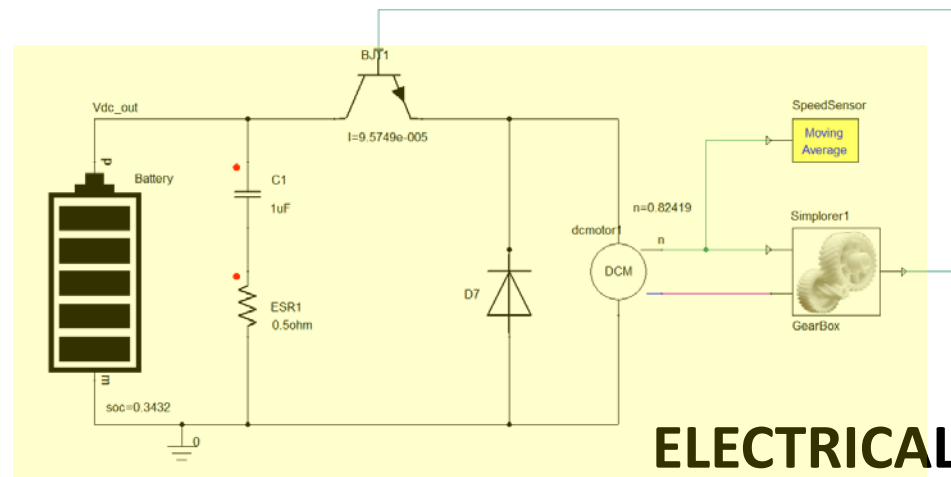 BJT1
Vdc_out
I=9.5749e-005
SpeedSensor
Moving
Average
p
Battery
C1
1uF
n=0.82419
Simplorer1
dcmotor1
n
DCM
D7
ESR1
0.5ohm
GearBox
m
soc=0.3432
0
ELECTRICAL